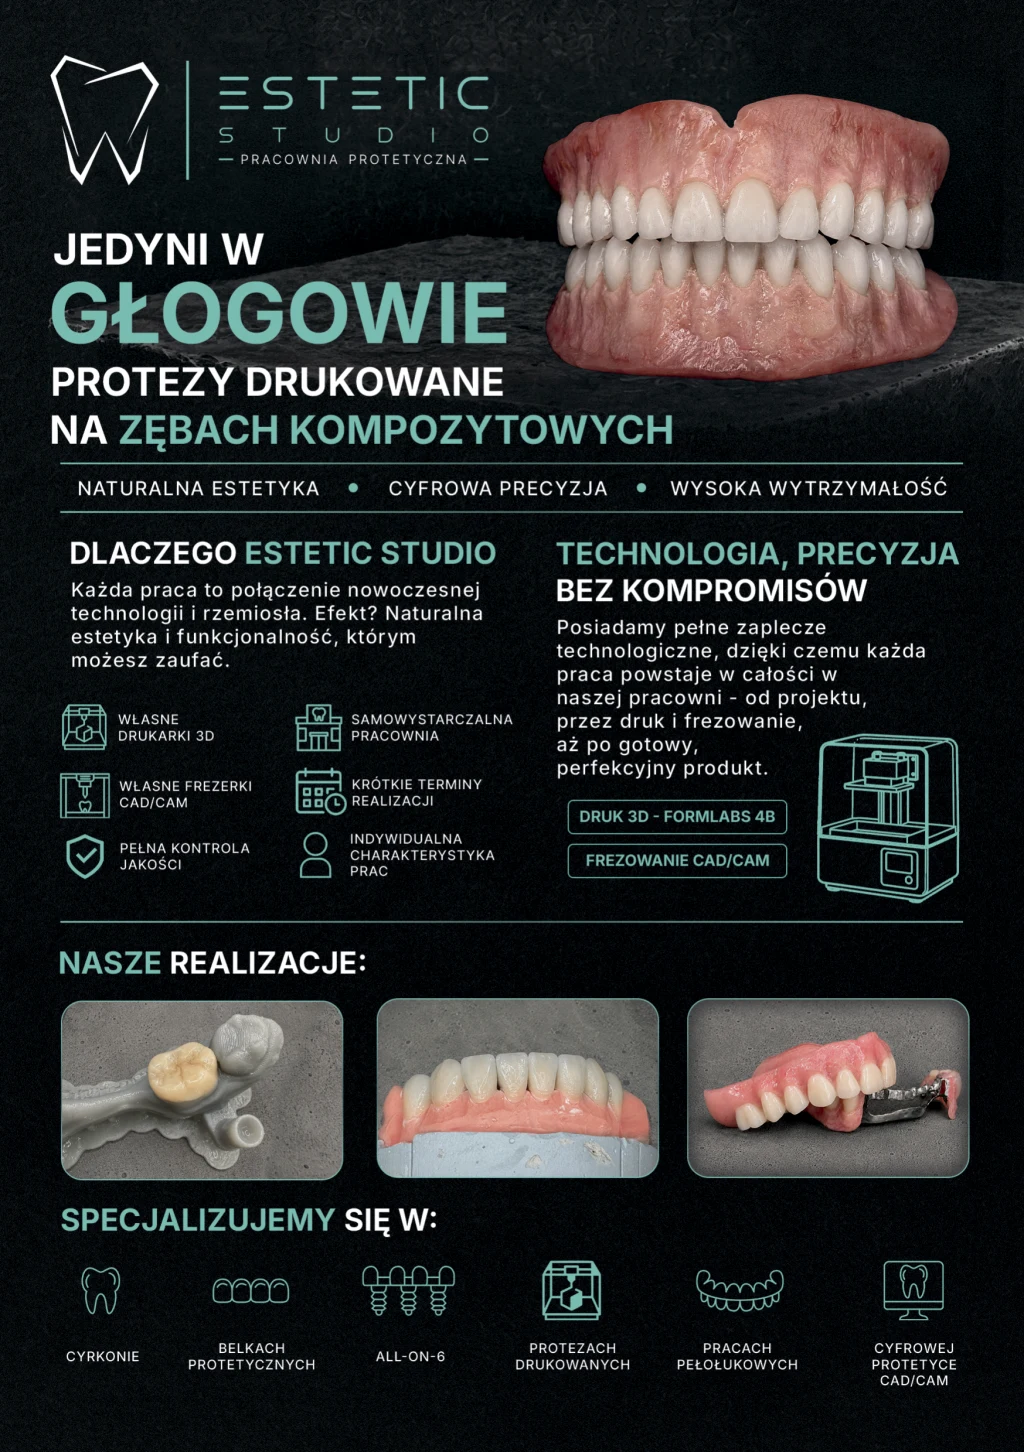 ESTETIC
STUDIO
PRACOWNIA PROTETYCZNA
JEDYNI W
GŁOGOWIE
PROTEZY DRUKOWANE
NA ZĘBACH KOMPOZYTOWYCH
NATURALNA ESTETYKA • CYFROWA PRECYZJA • WYSOKA WYTRZYMAŁOŚĆ
DLACZEGO ESTETIC STUDIO
Każda praca to połączenie nowoczesnej
technologii i rzemiosła. Efekt? Naturalna
estetyka i funkcjonalność, którym
możesz zaufać.
WŁASNE
DRUKARKI 3D
SAMOWYSTARCZALNA
PRACOWNIA
WŁASNE FREZERKI
CAD/CAM
KRÓTKIE TERMINY
REALIZACJI
PEŁNA KONTROLA
JAKOŚCI
INDYWIDUALNA
CHARAKTERYSTYKA
PRAC
TECHNOLOGIA, PRECYZJA
BEZ KOMPROMISÓW
Posiadamy pełne zaplecze
technologiczne, dzięki czemu każda
praca powstaje w całości w
naszej pracowni - od projektu,
przez druk i frezowanie,
aż po gotowy,
perfekcyjny produkt.
DRUK 3D - FORMLABS 4B
FREZOWANIE CAD/CAM
NASZE REALIZACJE:
SPECJALIZUJEMY SIĘ W:
CYRKONIE
BELKACH
PROTETYCZNYCH
ALL-ON-6
PROTEZACH
DRUKOWANYCH
PRACACH
PEŁOŁUKOWYCH
CYFROWEJ
PROTETYCE
CAD/CAM